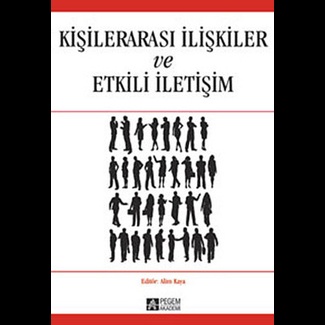 KİŞİLERARASI İLİŞKİLER
ve
ETKİLİ İLETİŞİM
Editör: Alim Kaya
PEGEM
AKADEMİ